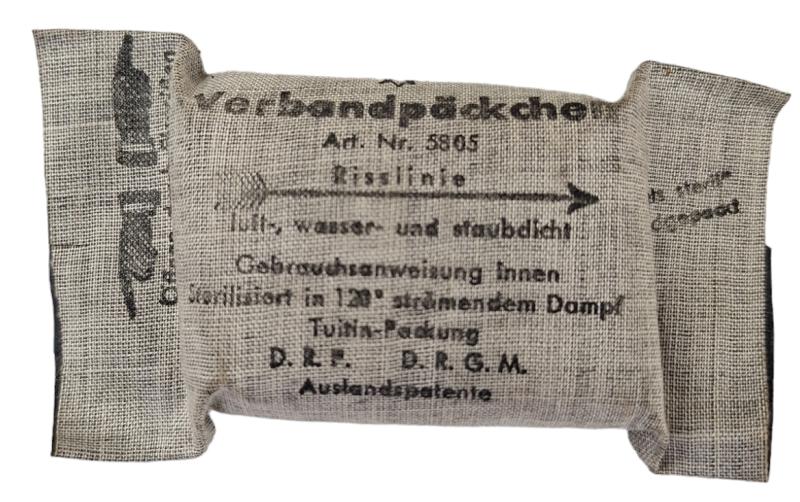 Verbandpäckchen
Art. Nr. 5805
Risslinie
luft-, wasser- und staubdicht
Gebrauchsanweisung innen
Sterilisiert in 120° strömendem Dampf
Tuitin-Packung
D. R. P. D. R. G. M.
Auslandspatente